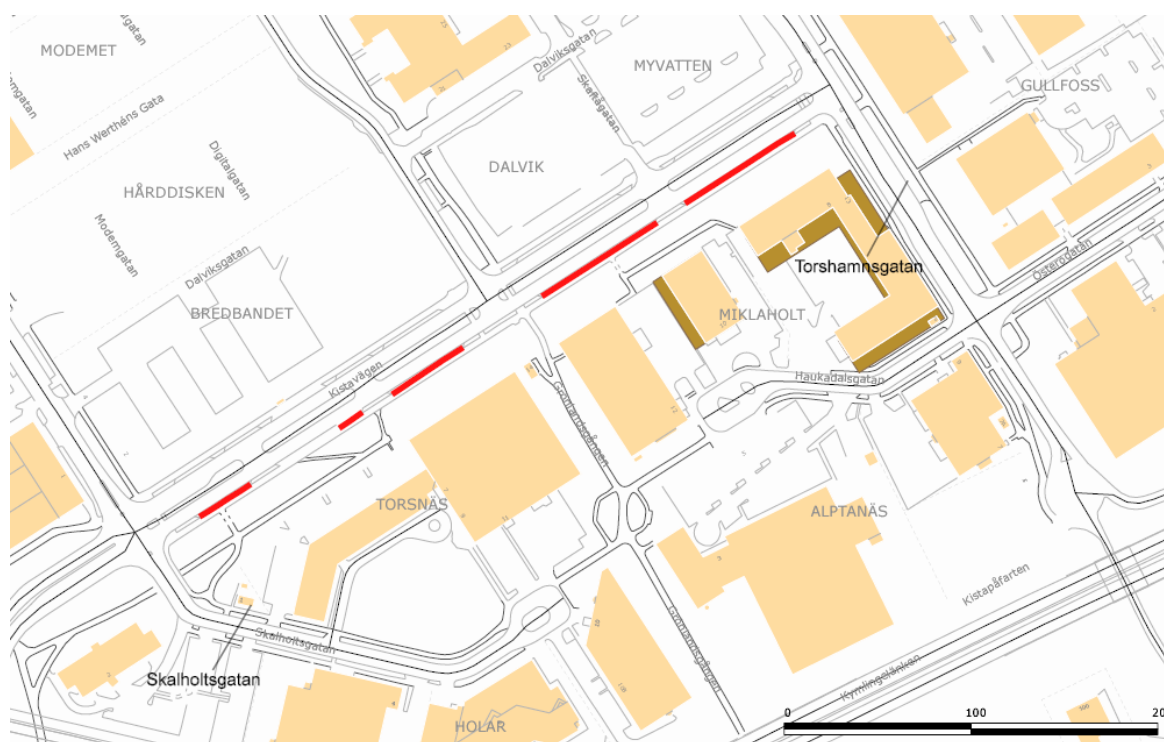 MODEMET
Dalviksgatan
MYVATTEN
GULLFOSS
Hans Werthéns Gata
Digitalgatan
Skaftågatan
DALVIK
HÅRDDISKEN
Modemgatan
Dalviksgatan
Torshamnsgatan
Österögatan
BREDBANDET
MIKLAHOLT
Kistavägen
Haukadalsgatan
Grönlandsgången
TORSNÄS
ALPTANÄS
Kistapåfarten
Skalholtsgatan
Skalholtsgatan
Grönlandsgången
Kymlingelänken
HOLAR
0 100 20